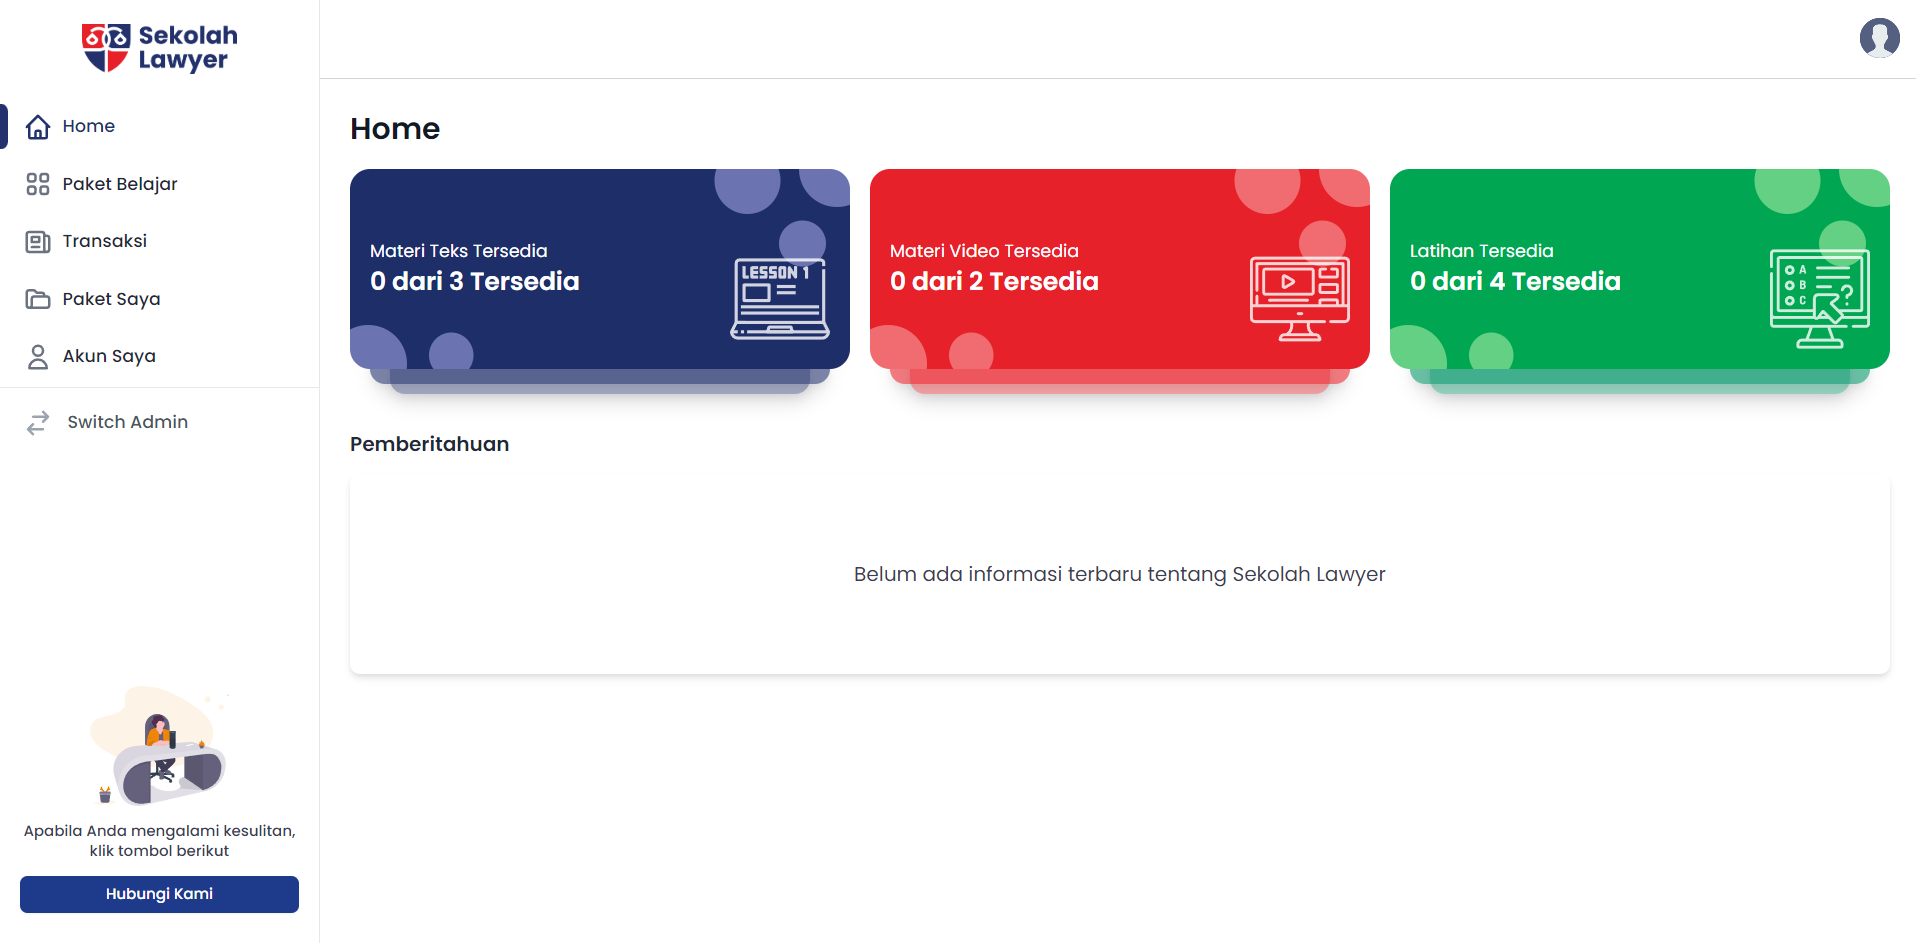 Sekolah
Lawyer
Home
Paket Belajar
Transaksi
Paket Saya
Akun Saya
Switch Admin
Apabila Anda mengalami kesulitan,
klik tombol berikut
Hubungi Kami
Home
Materi Teks Tersedia
0 dari 3 Tersedia
LESSON 1
Materi Video Tersedia
0 dari 2 Tersedia
Latihan Tersedia
0 dari 4 Tersedia
A
B
C
?
Pemberitahuan
Belum ada informasi terbaru tentang Sekolah Lawyer